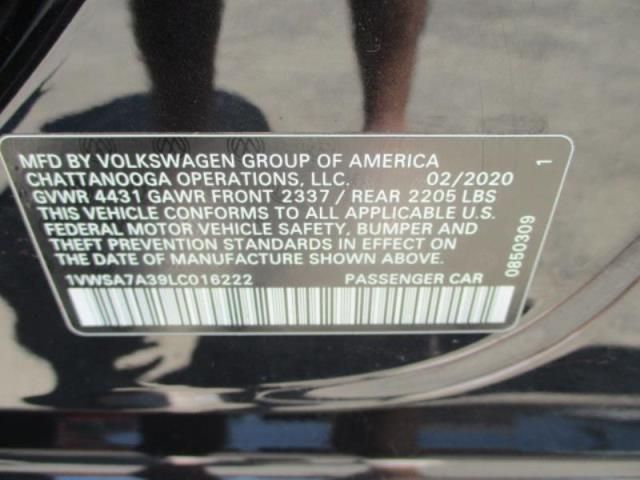 MFD BY VOLKSWAGEN GROUP OF AMERICA
CHATTANOOGA OPERATIONS, LLC. 02/2020
GVWR 4431 GAWR FRONT 2337 / REAR 2205 LBS
THIS VEHICLE CONFORMS TO ALL APPLICABLE U.S.
FEDERAL MOTOR VEHICLE SAFETY, BUMPER AND
THEFT PREVENTION STANDARDS IN EFFECT ON
THE DATE OF MANUFACTURE SHOWN ABOVE.
1VWSA7A39LC016222 PASSENGER CAR
0850309 1